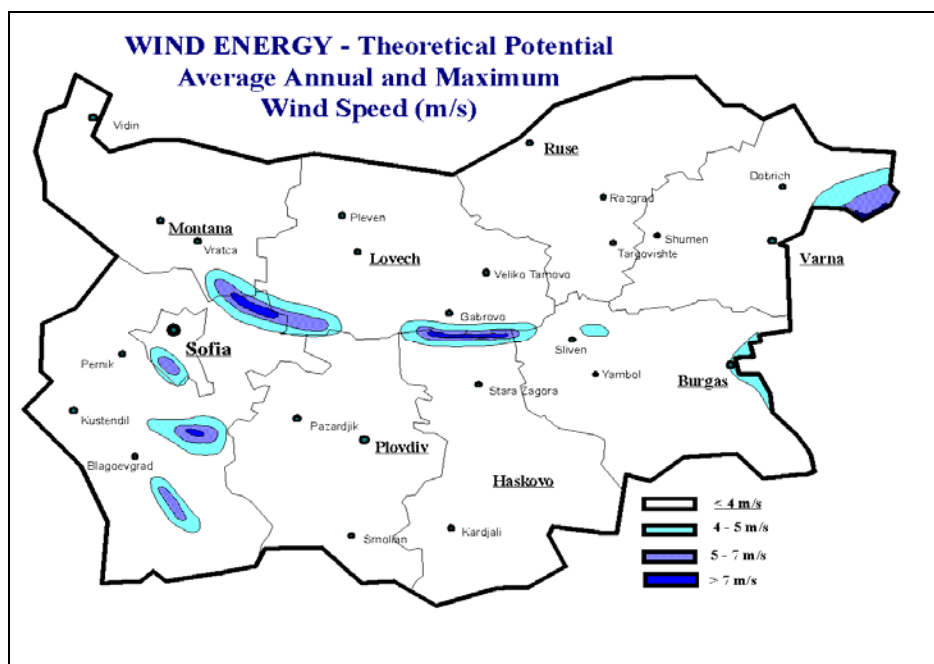 WIND ENERGY - Theoretical Potential
Average Annual and Maximum
Wind Speed (m/s)
Vidin
Ruse
Dobrich
Razgrad
Pleven
Montana
Vratca
Lovech
Shumen
Targovishte
Varna
Veliko Tarnovo
Gabrovo
Sofia
Sliven
Pernik
Yambol
Burgas
Stara Zagora
Kustendil
Pazardjik
Plovdiv
Blagoevgrad
Haskovo
Smolian
Kardjali
≤ 4 m/s
4 - 5 m/s
5 - 7 m/s
> 7 m/s